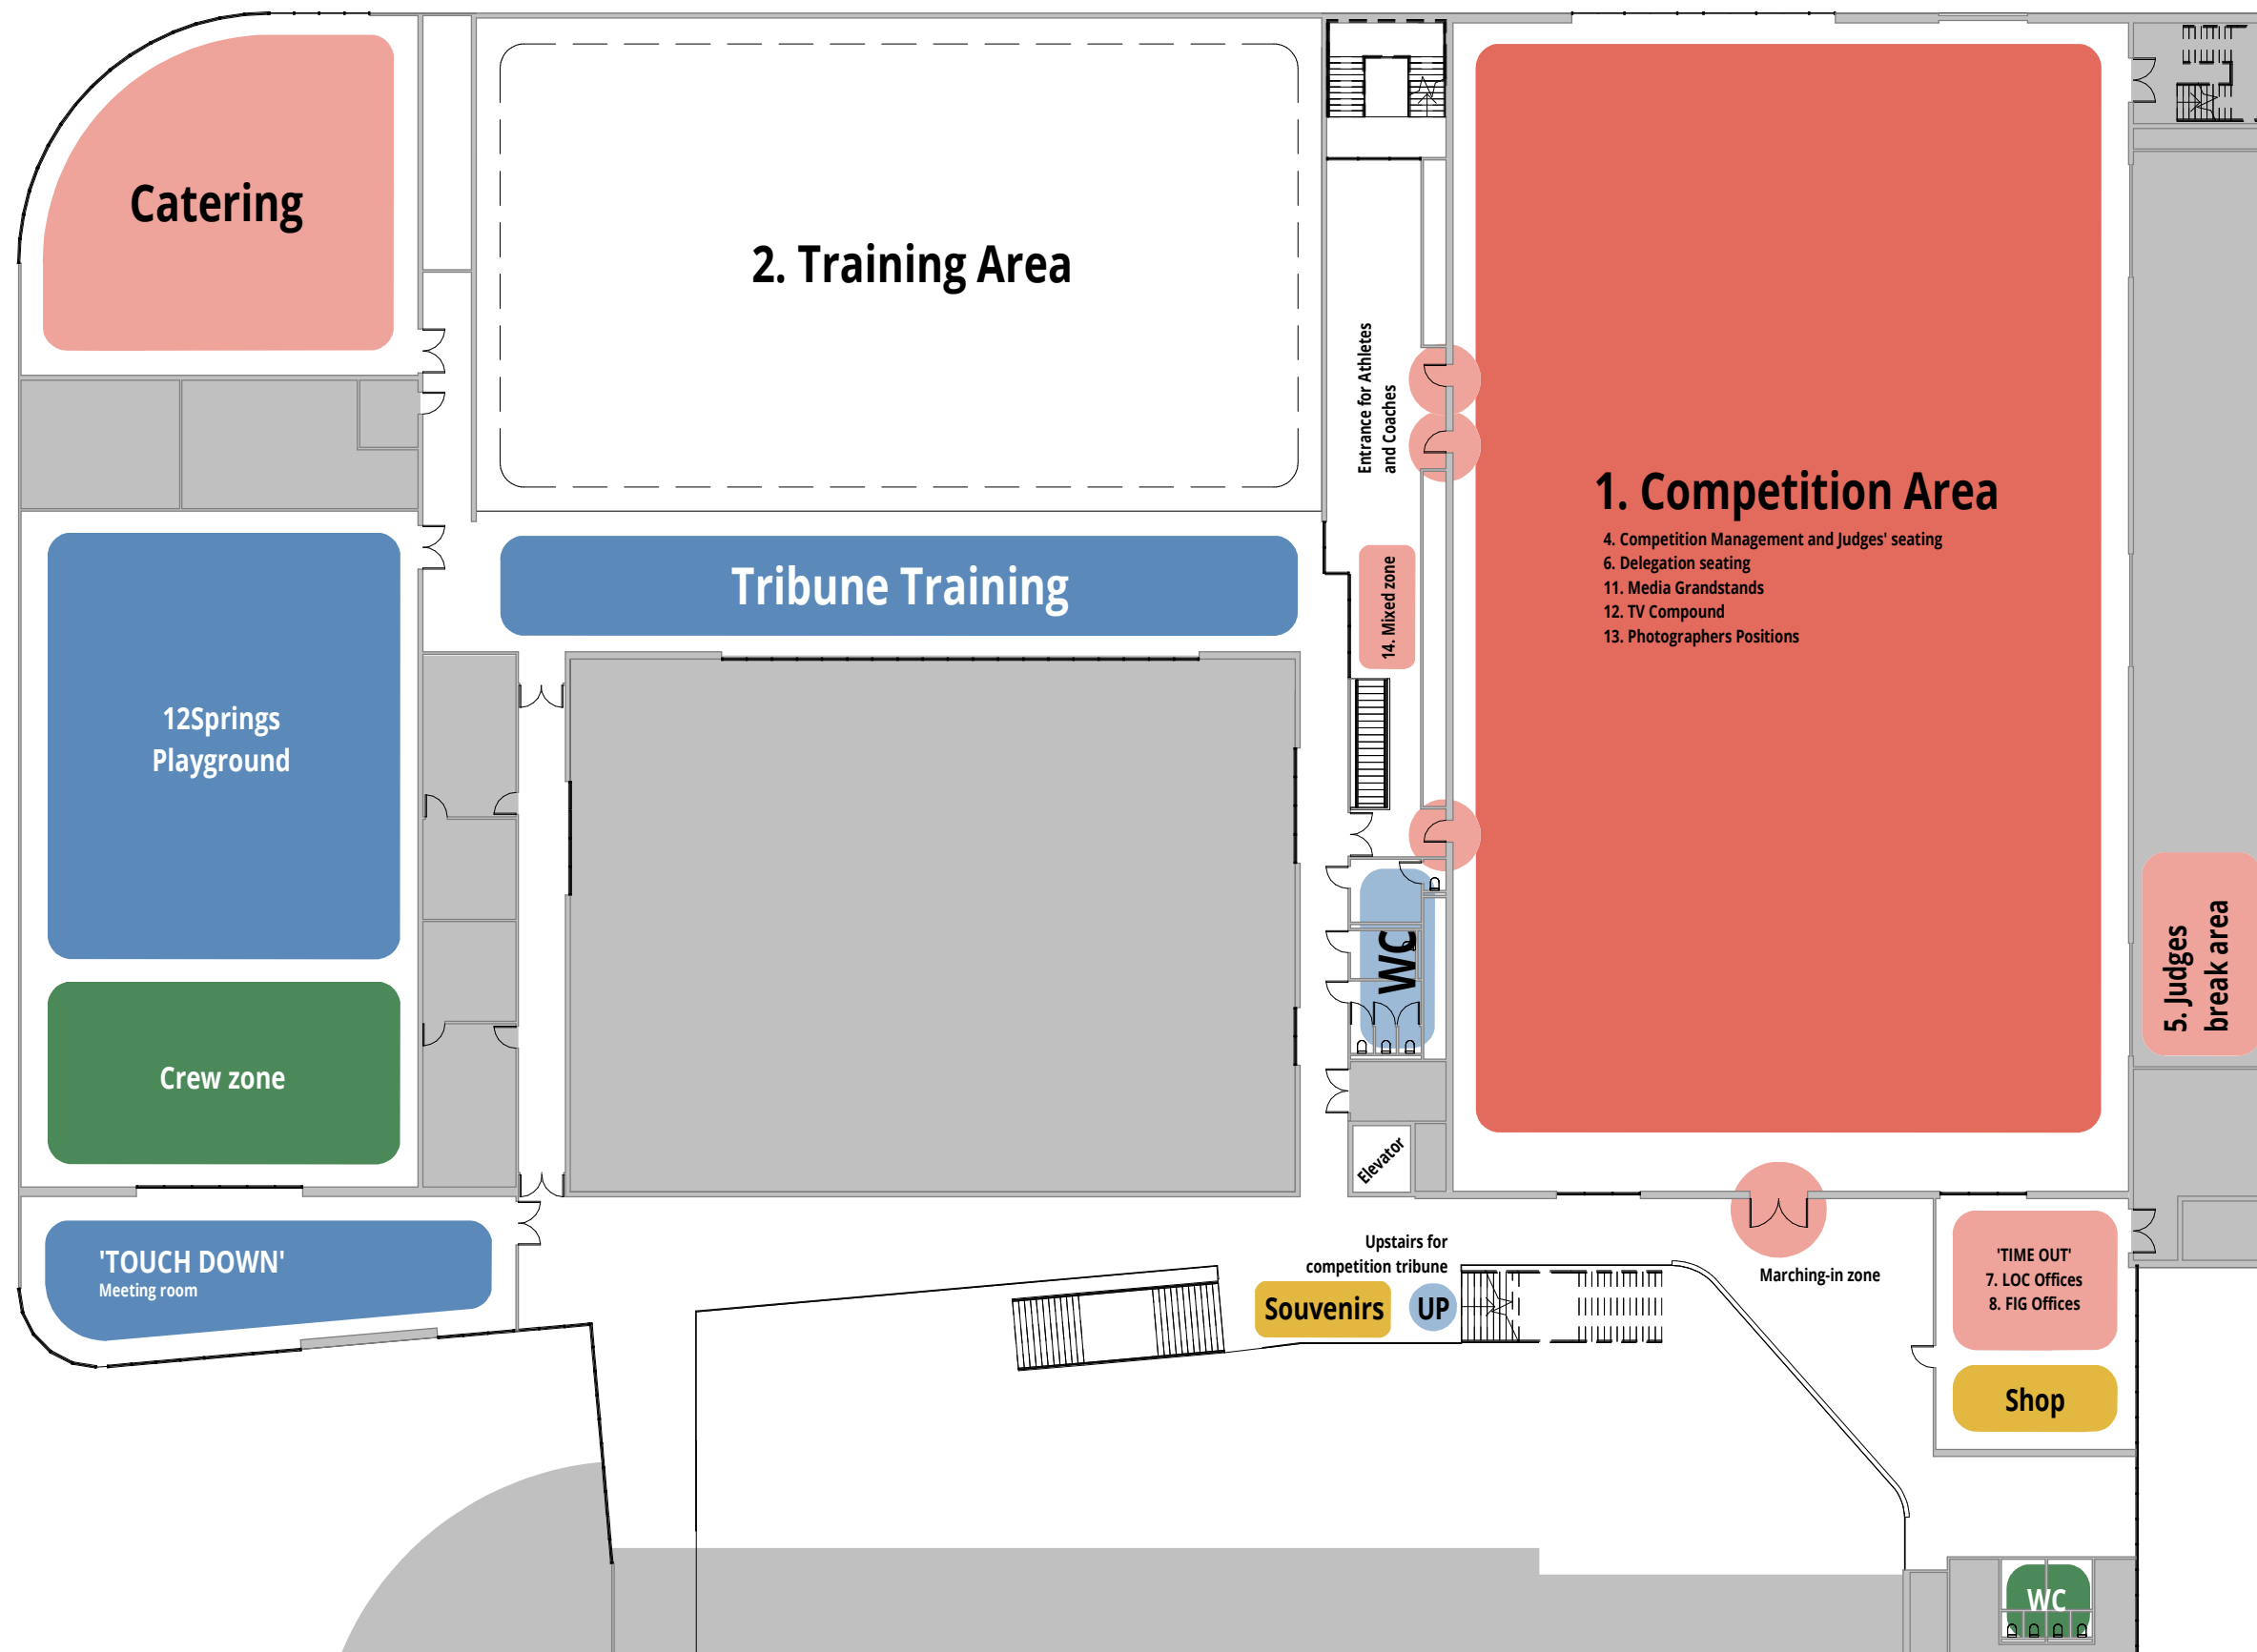 Catering
2. Training Area
Entrance for Athletes
and Coaches
1. Competition Area
4. Competition Management and Judges' seating
6. Delegation seating
11. Media Grandstands
12. TV Compound
13. Photographers Positions
Tribune Training
14. Mixed zone
12Springs
Playground
WC
5. Judges
break area
Crew zone
Elevator
'TOUCH DOWN'
Meeting room
Upstairs for
competition tribune
Souvenirs
UP
Marching-in zone
'TIME OUT'
7. LOC Offices
8. FIG Offices
Shop
WC